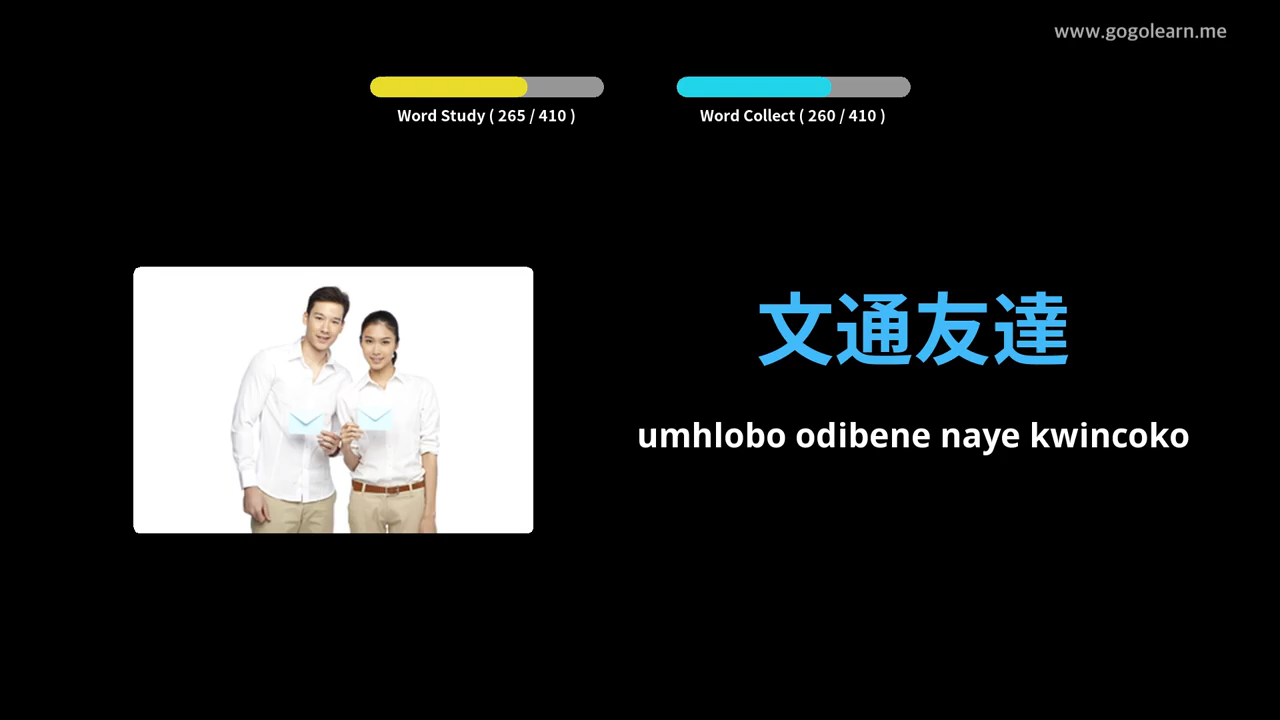 www.gogolearn.me
Word Study ( 265 / 410 )
Word Collect ( 260 / 410 )
文通友達
umhlobo odibene naye kwincoko